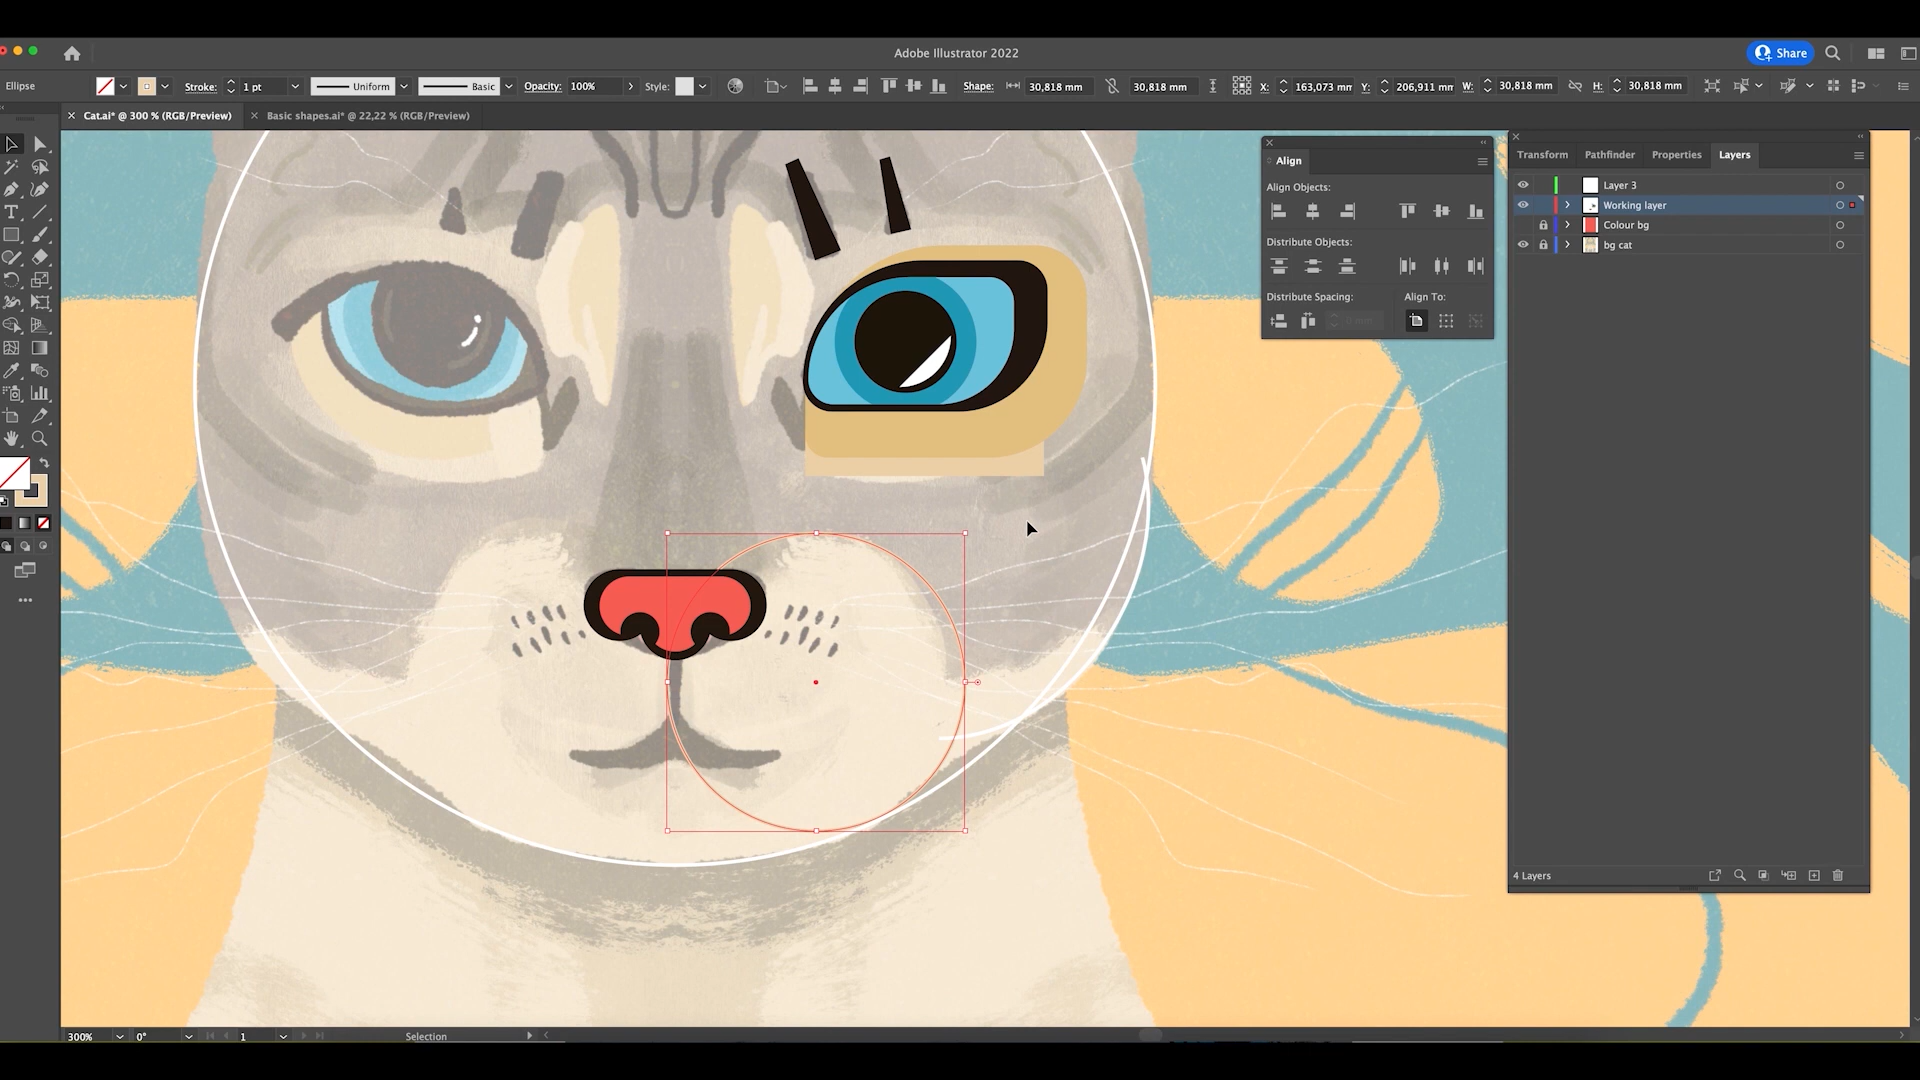 Adobe Illustrator 2022
Share
Ellipse
Stroke: 1 pt Uniform Basic Opacity: 100% Style: Shape: 30,818 mm 30,818 mm X: 163,073 mm Y: 206,911 mm W: 30,818 mm H: 30,818 mm
Cat.ai* @ 300 % (RGB/Preview) Basic shapes.ai* @ 22,22 % (RGB/Preview)
Align
Align Objects:
Distribute Objects:
Distribute Spacing: Align To:
Transform Pathfinder Properties Layers
Layer 3
Working layer
Colour bg
bg cat
4 Layers
300% 0° 1 Selection